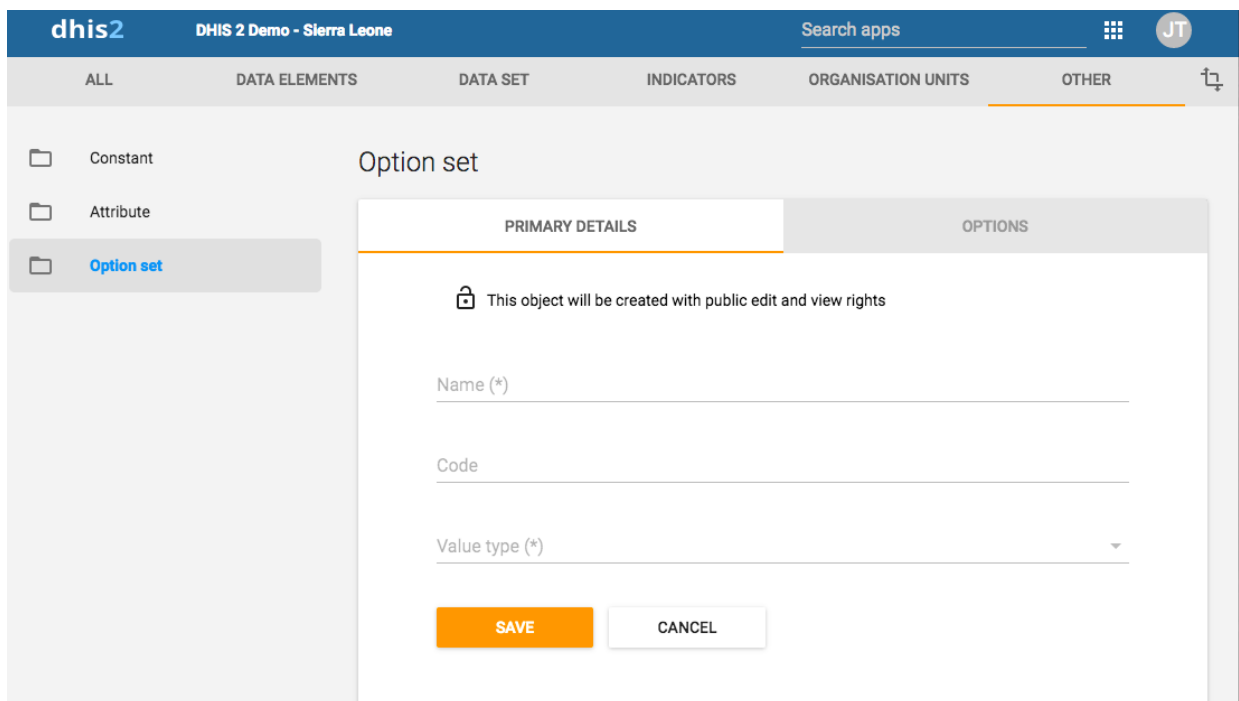 dhis2 DHIS 2 Demo - Sierra Leone Search apps JT
ALL DATA ELEMENTS DATA SET INDICATORS ORGANISATION UNITS OTHER
Constant
Attribute
Option set
Option set
PRIMARY DETAILS OPTIONS
This object will be created with public edit and view rights
Name (*)
Code
Value type (*)
SAVE CANCEL